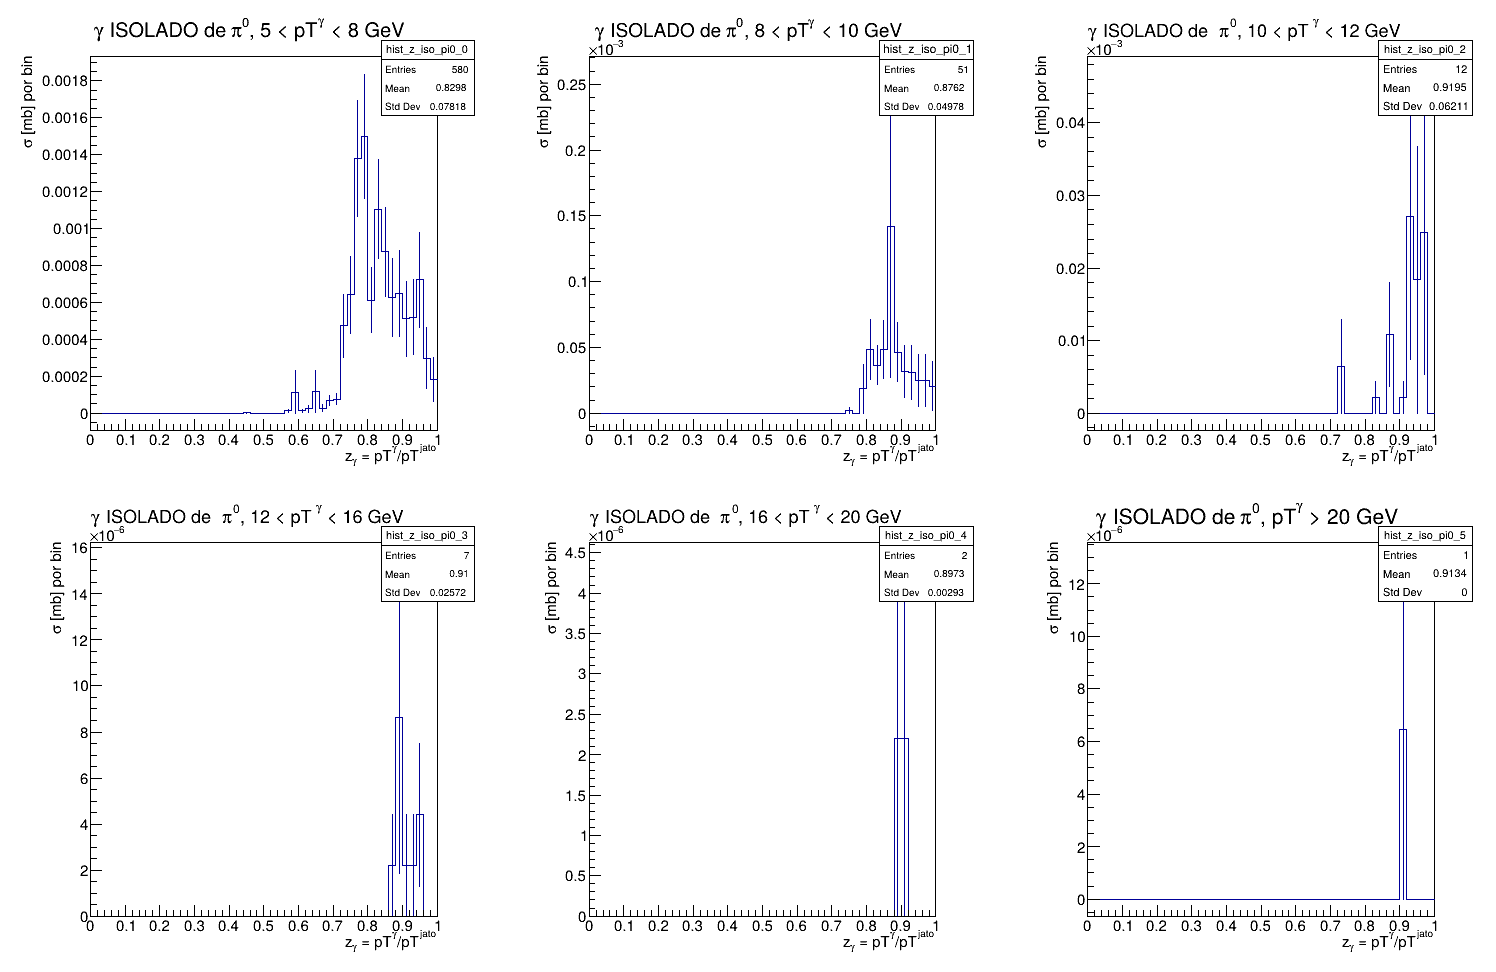 γ ISOLADO de π⁰, 5 < pT^γ < 8 GeV
hist_z_iso_pi0_0
Entries 580
Mean 0.8298
Std Dev 0.07818
σ [mb] por bin
0.0018
0.0016
0.0014
0.0012
0.001
0.0008
0.0006
0.0004
0.0002
0
0 0.1 0.2 0.3 0.4 0.5 0.6 0.7 0.8 0.9 1
z_γ = pT^γ/pT^jato
γ ISOLADO de π⁰, 8 < pT^γ < 10 GeV
×10⁻³
hist_z_iso_pi0_1
Entries 51
Mean 0.8762
Std Dev 0.04978
σ [mb] por bin
0.25
0.2
0.15
0.1
0.05
0
0 0.1 0.2 0.3 0.4 0.5 0.6 0.7 0.8 0.9 1
z_γ = pT^γ/pT^jato
γ ISOLADO de π⁰, 10 < pT^γ < 12 GeV
×10⁻³
hist_z_iso_pi0_2
Entries 12
Mean 0.9195
Std Dev 0.06211
σ [mb] por bin
0.04
0.03
0.02
0.01
0
0 0.1 0.2 0.3 0.4 0.5 0.6 0.7 0.8 0.9 1
z_γ = pT^γ/pT^jato
γ ISOLADO de π⁰, 12 < pT^γ < 16 GeV
×10⁻⁶
hist_z_iso_pi0_3
Entries 7
Mean 0.91
Std Dev 0.02572
σ [mb] por bin
16
14
12
10
8
6
4
2
0
0 0.1 0.2 0.3 0.4 0.5 0.6 0.7 0.8 0.9 1
z_γ = pT^γ/pT^jato
γ ISOLADO de π⁰, 16 < pT^γ < 20 GeV
×10⁻⁶
hist_z_iso_pi0_4
Entries 2
Mean 0.8973
Std Dev 0.00293
σ [mb] por bin
4.5
4
3.5
3
2.5
2
1.5
1
0.5
0
0 0.1 0.2 0.3 0.4 0.5 0.6 0.7 0.8 0.9 1
z_γ = pT^γ/pT^jato
γ ISOLADO de π⁰, pT^γ > 20 GeV
×10⁻⁶
hist_z_iso_pi0_5
Entries 1
Mean 0.9134
Std Dev 0
σ [mb] por bin
12
10
8
6
4
2
0
0 0.1 0.2 0.3 0.4 0.5 0.6 0.7 0.8 0.9 1
z_γ = pT^γ/pT^jato